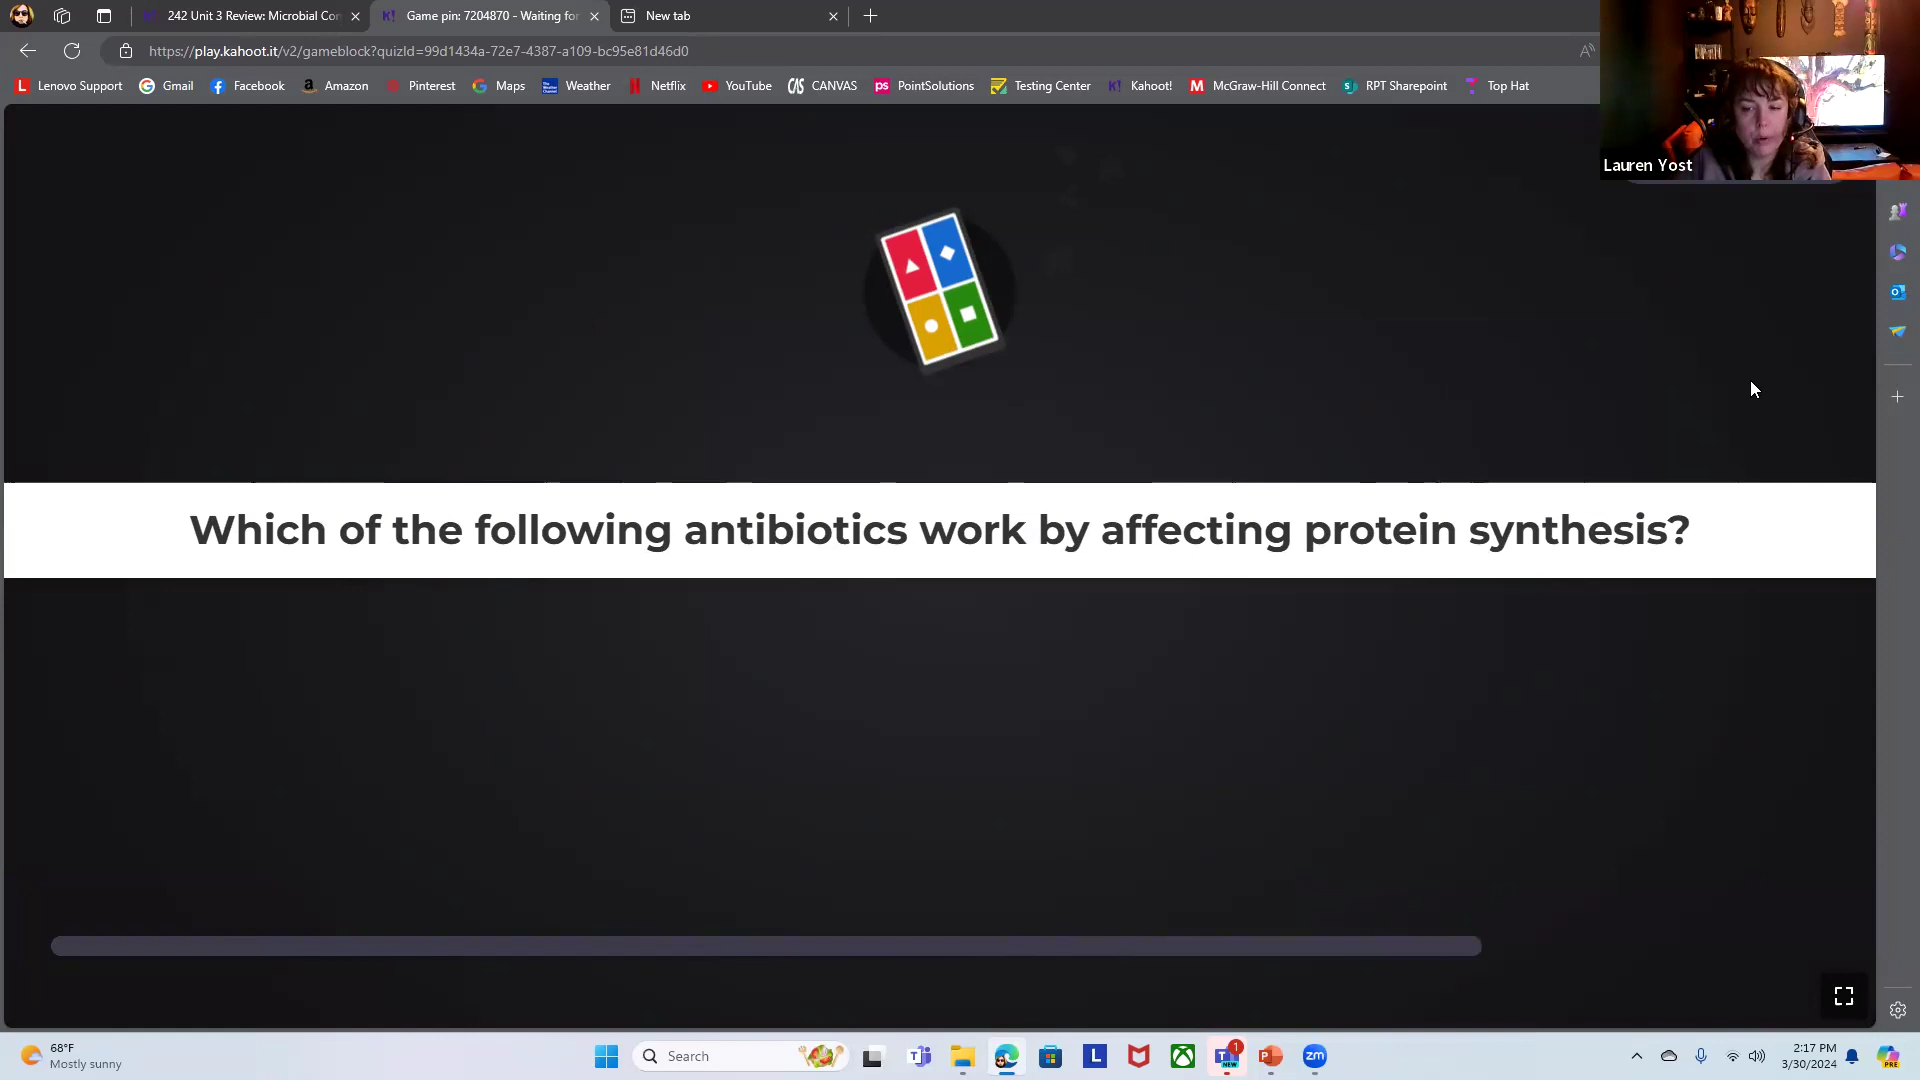 242 Unit 3 Review: Microbial Con
K! Game pin: 7204870 - Waiting for
New tab
https://play.kahoot.it/v2/gameblock?quizId=99d1434a-72e7-4387-a109-bc95e81d46d0
Lenovo Support Gmail Facebook Amazon Pinterest Maps Weather Netflix YouTube CANVAS PointSolutions Testing Center Kahoot! McGraw-Hill Connect RPT Sharepoint Top Hat
Lauren Yost
Which of the following antibiotics work by affecting protein synthesis?
68°F
Mostly sunny
Search
2:17 PM
3/30/2024